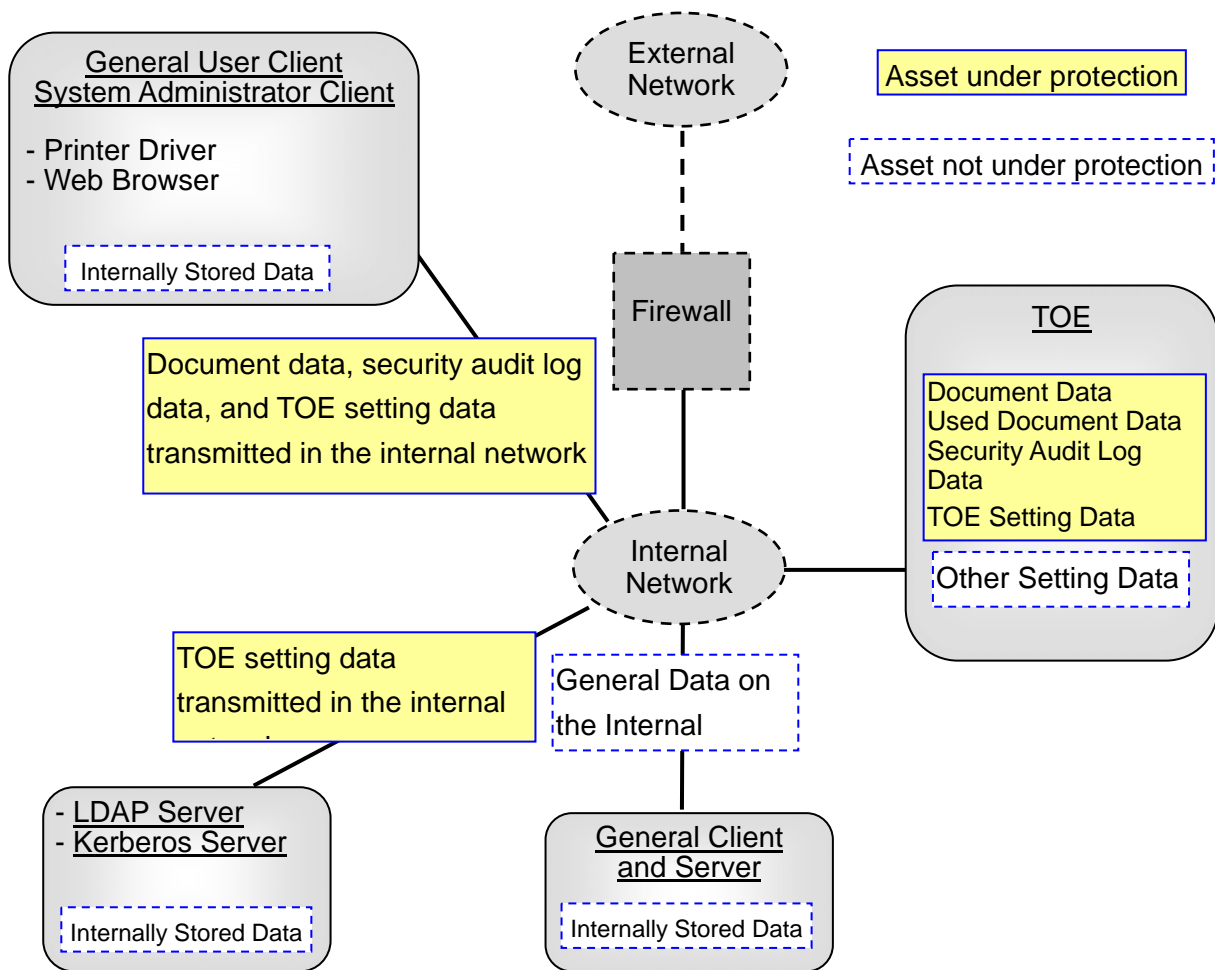 General User Client
System Administrator Client
- Printer Driver
- Web Browser
Internally Stored Data
External
Network
Asset under protection
Asset not under protection
Firewall
Document data, security audit log
data, and TOE setting data
transmitted in the internal network
TOE
Document Data
Used Document Data
Security Audit Log
Data
TOE Setting Data
Other Setting Data
Internal
Network
TOE setting data
transmitted in the internal
General Data on
the Internal
- LDAP Server
- Kerberos Server
Internally Stored Data
General Client
and Server
Internally Stored Data